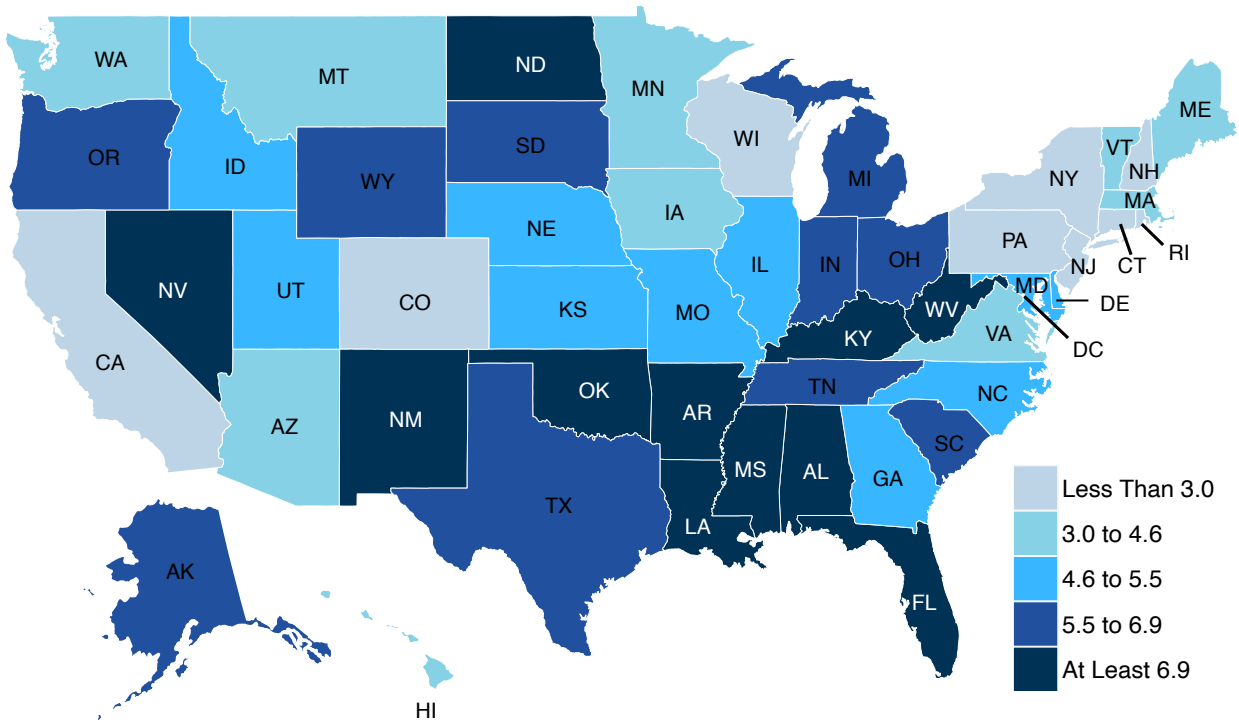 WA
MT
ND
MN
ME
OR
ID
SD
WI
VT
NH
NY
MA
WY
MI
IA
PA
RI
CT
NJ
NE
IL
IN
OH
NV
UT
CO
KS
MO
WV
MD
DE
KY
VA
DC
CA
AZ
NM
OK
AR
TN
NC
SC
MS
AL
GA
TX
LA
FL
AK
HI
Less Than 3.0
3.0 to 4.6
4.6 to 5.5
5.5 to 6.9
At Least 6.9